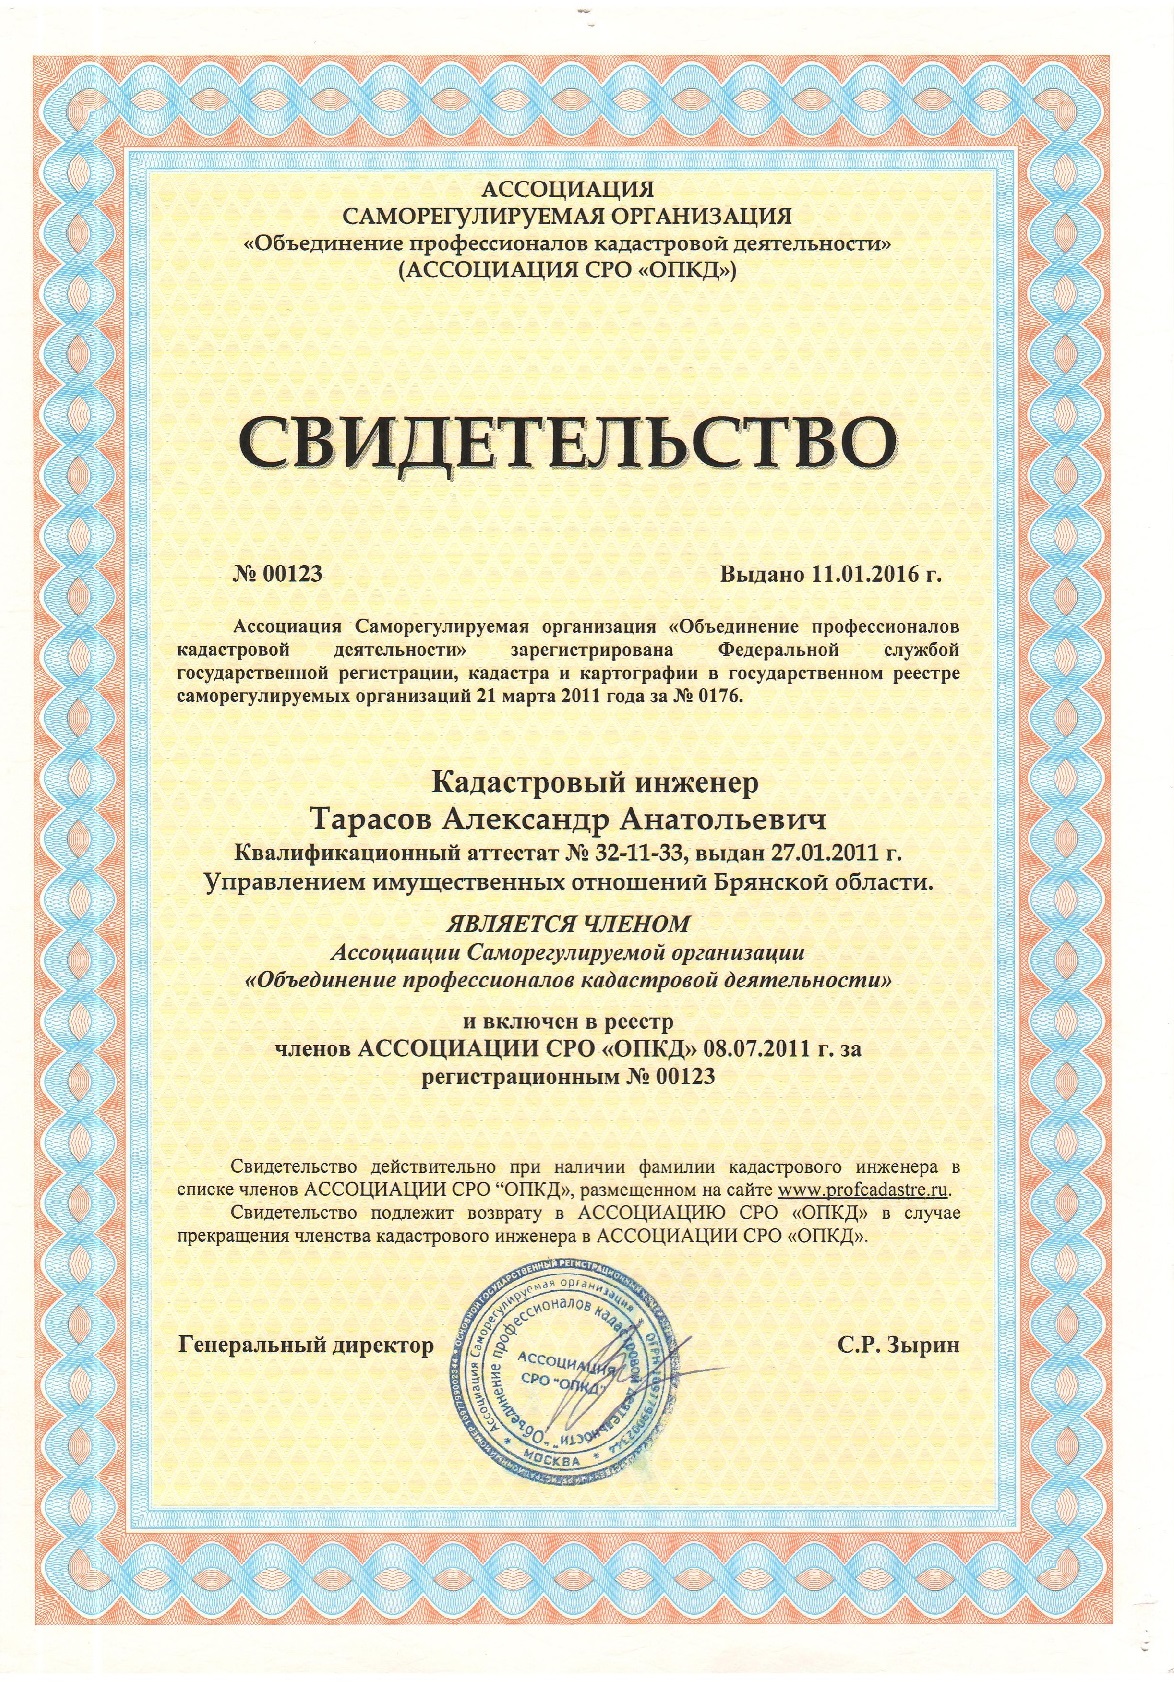 АССОЦИАЦИЯ
САМОРЕГУЛИРУЕМАЯ ОРГАНИЗАЦИЯ
«Объединение профессионалов кадастровой деятельности»
(АССОЦИАЦИЯ СРО «ОПКД»)
СВИДЕТЕЛЬСТВО
№ 00123 Выдано 11.01.2016 г.
Ассоциация Саморегулируемая организация «Объединение профессионалов
кадастровой деятельности» зарегистрирована Федеральной службой
государственной регистрации, кадастра и картографии в государственном реестре
саморегулируемых организаций 21 марта 2011 года за № 0176.
Кадастровый инженер
Тарасов Александр Анатольевич
Квалификационный аттестат № 32-11-33, выдан 27.01.2011 г.
Управлением имущественных отношений Брянской области.
ЯВЛЯЕТСЯ ЧЛЕНОМ
Ассоциации Саморегулируемой организации
«Объединение профессионалов кадастровой деятельности»
и включен в реестр
членов АССОЦИАЦИИ СРО «ОПКД» 08.07.2011 г. за
регистрационным № 00123
Свидетельство действительно при наличии фамилии кадастрового инженера в
списке членов АССОЦИАЦИИ СРО “ОПКД», размещенном на сайте www.profcadastre.ru.
Свидетельство подлежит возврату в АССОЦИАЦИЮ СРО «ОПКД» в случае
прекращения членства кадастрового инженера в АССОЦИАЦИИ СРО «ОПКД».
Генеральный директор С.Р. Зырин
Ассоциация Саморегулируемая организация * ОГРН 1097799002344 *
"Объединение профессионалов кадастровой деятельности"
АССОЦИАЦИЯ
СРО "ОПКД"
* МОСКВА *